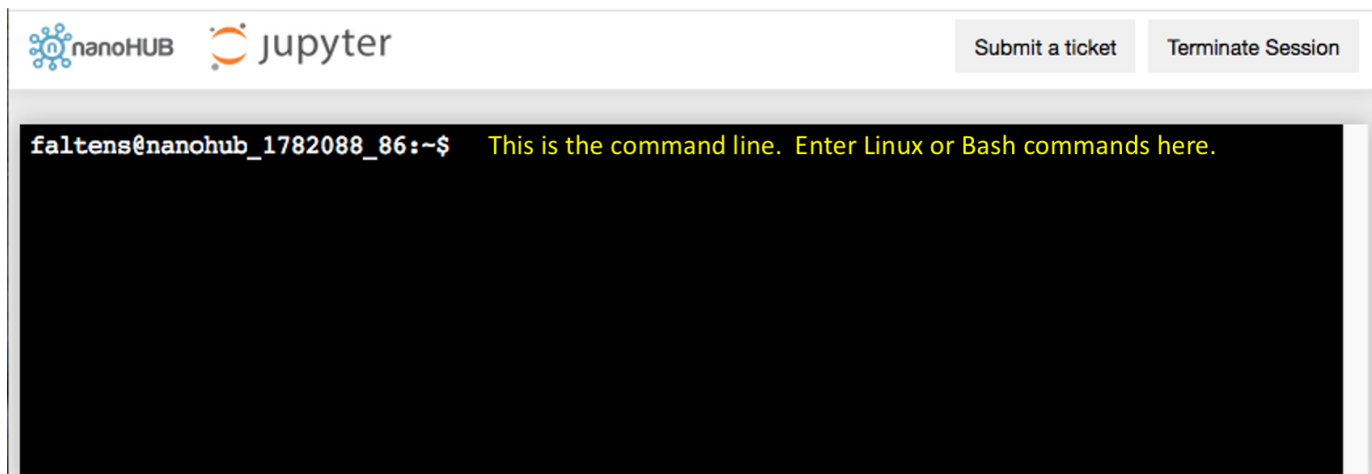 nanoHUB jupyter Submit a ticket Terminate Session
faltens@nanohub_1782088_86:~$ This is the command line. Enter Linux or Bash commands here.